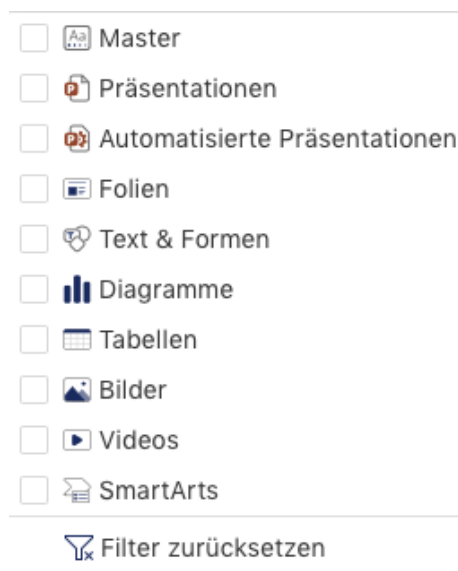 Master
Präsentationen
Automatisierte Präsentationen
Folien
Text & Formen
Diagramme
Tabellen
Bilder
Videos
SmartArts
Filter zurücksetzen